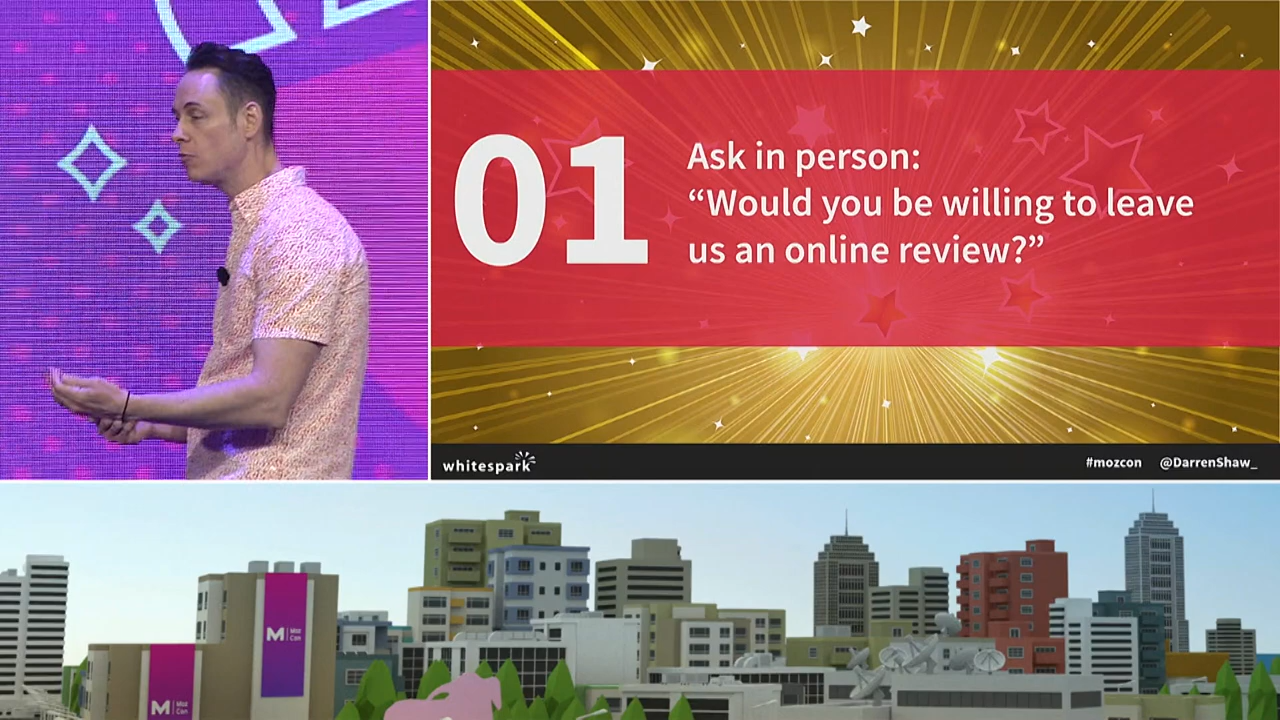 01
Ask in person:
“Would you be willing to leave
us an online review?”
whitespark
#mozcon
@DarrenShaw_
M Moz
Con
M Moz
Con